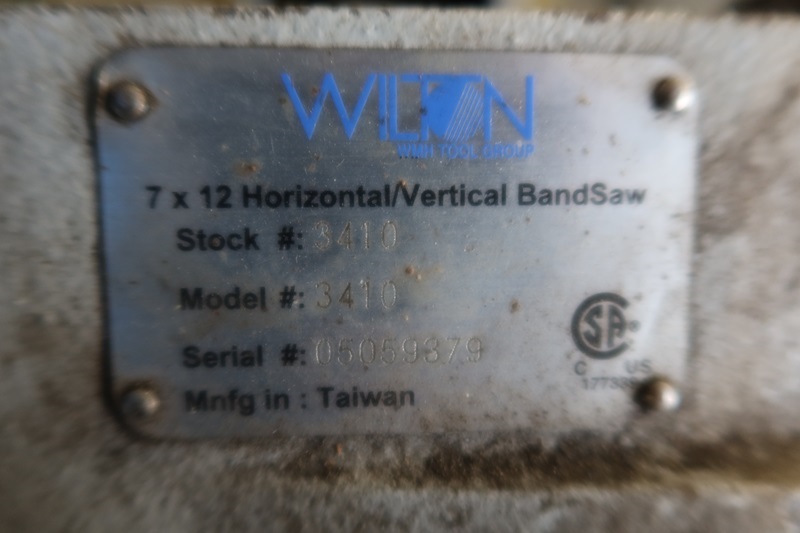 WILTON
WMH TOOL GROUP
7 x 12 Horizontal/Vertical BandSaw
Stock #: 3410
Model #: 3410
Serial #: 05059379
SA
C US
Mnfg in : Taiwan